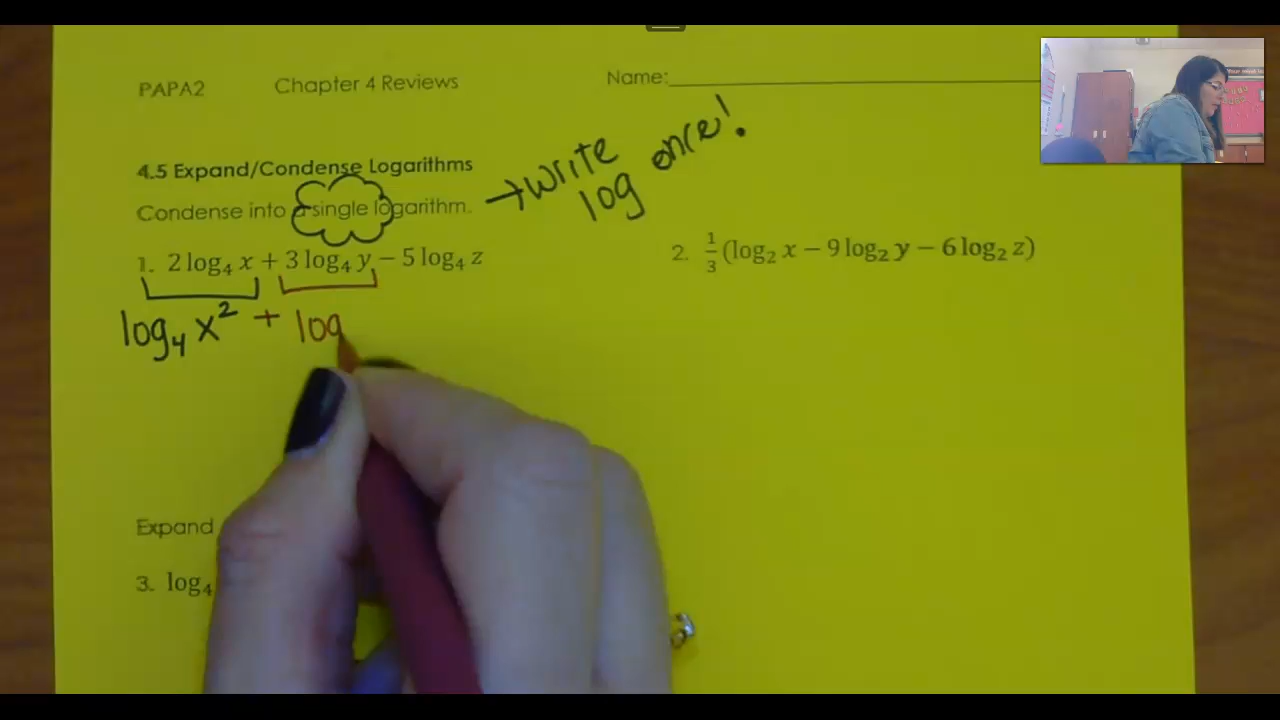 PAPA2 Chapter 4 Reviews Name:
4.5 Expand/Condense Logarithms
Condense into a single logarithm. → write log once!
1. 2 log₄ x + 3 log₄ y − 5 log₄ z
2. 1/3 (log₂ x − 9 log₂ y − 6 log₂ z)
log₄ x² + log
Expand
3. log₄